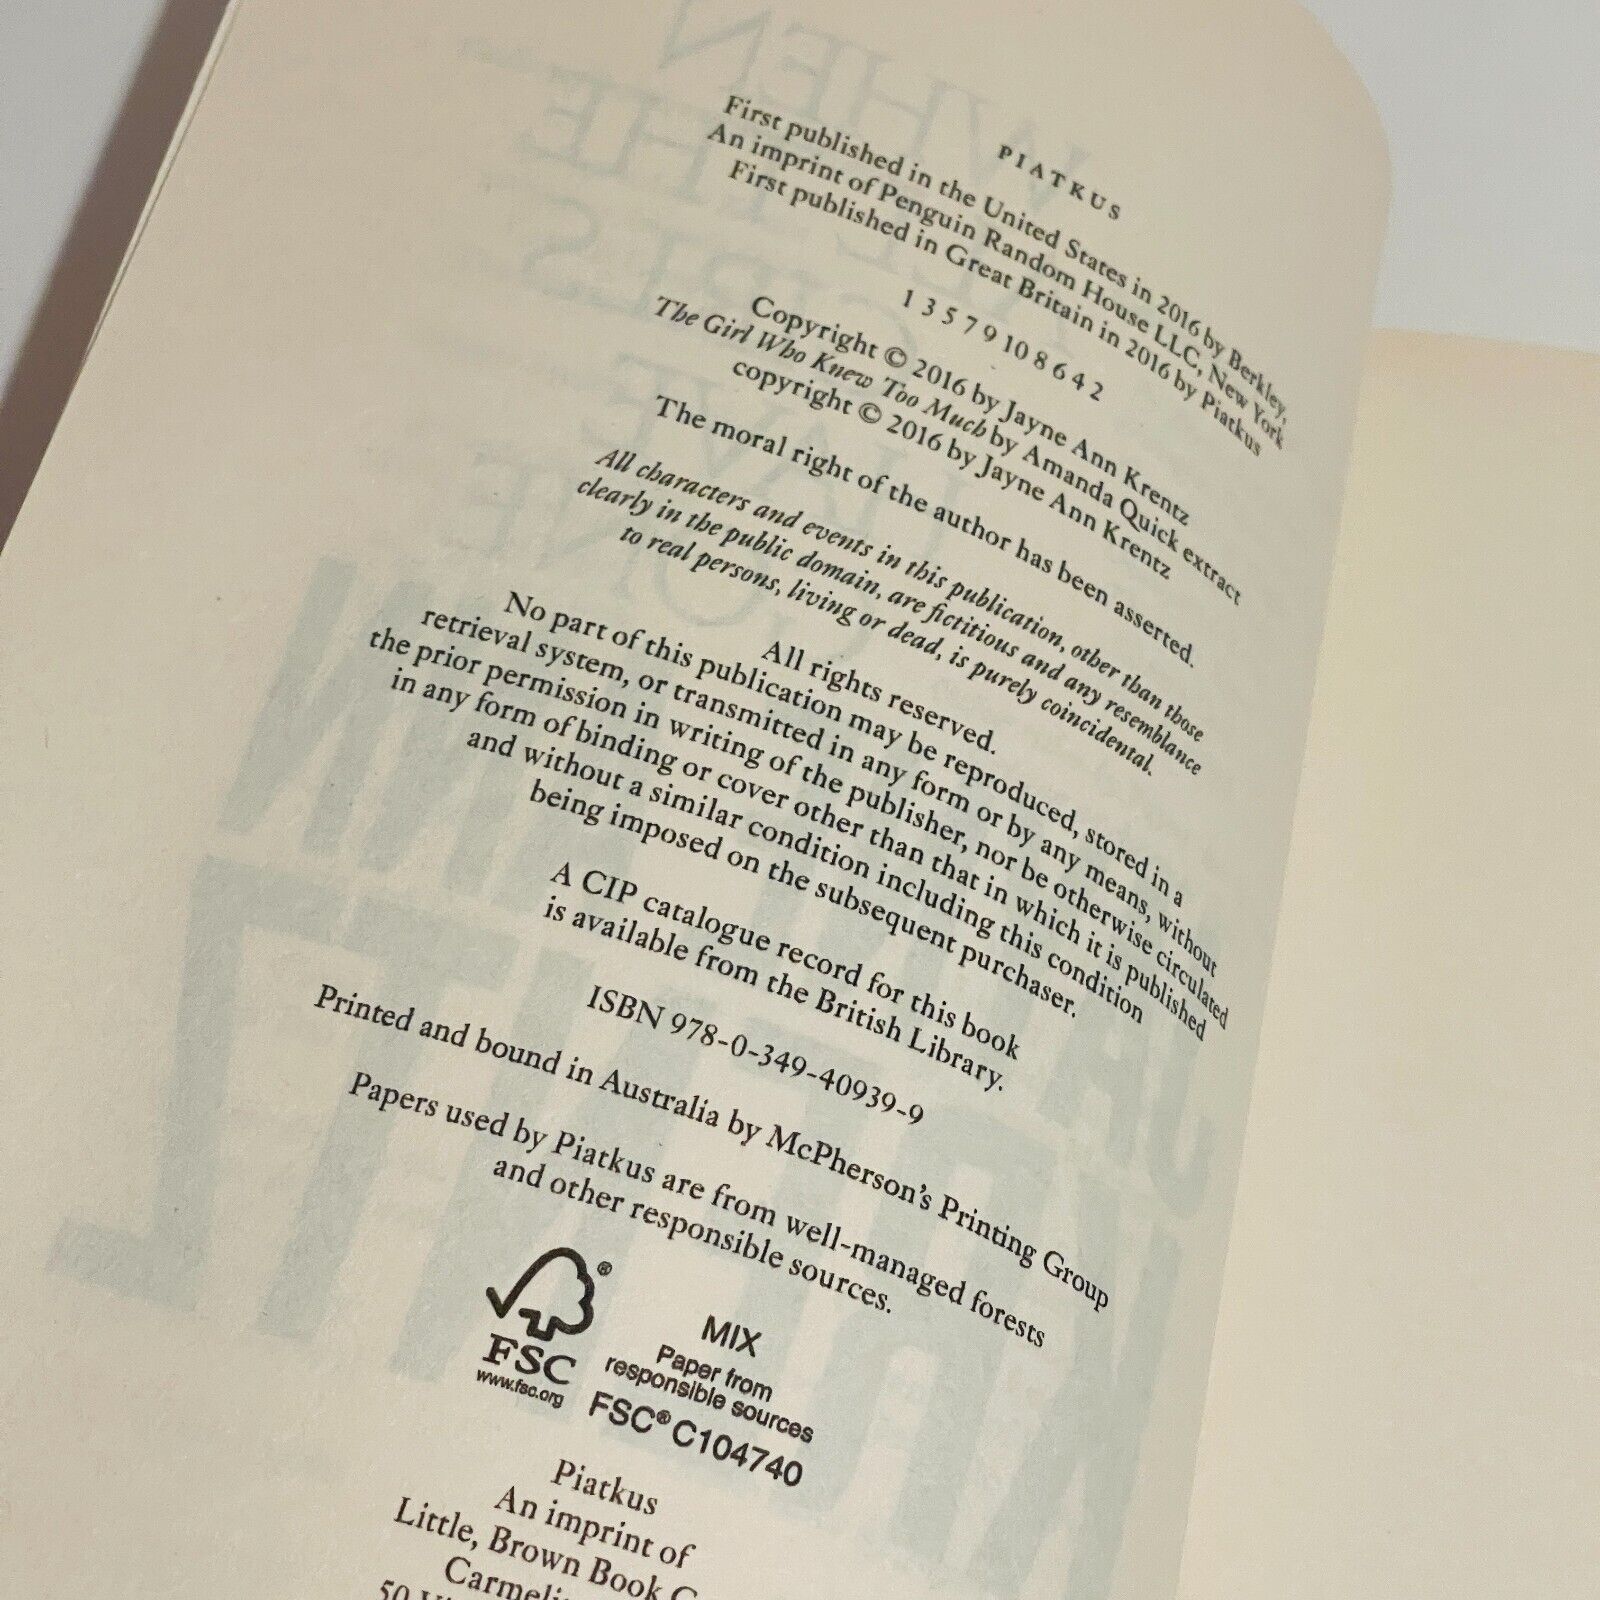 PIATKUS
First published in the United States in 2016 by Berkley,
An imprint of Penguin Random House LLC, New York
First published in Great Britain in 2016 by Piatkus
1 3 5 7 9 10 8 6 4 2
Copyright © 2016 by Jayne Ann Krentz
The Girl Who Knew Too Much by Amanda Quick extract
copyright © 2016 by Jayne Ann Krentz
The moral right of the author has been asserted.
All characters and events in this publication, other than those
clearly in the public domain, are fictitious and any resemblance
to real persons, living or dead, is purely coincidental.
All rights reserved.
No part of this publication may be reproduced, stored in a
retrieval system, or transmitted in any form or by any means, without
the prior permission in writing of the publisher, nor be otherwise circulated
in any form of binding or cover other than that in which it is published
and without a similar condition including this condition
being imposed on the subsequent purchaser.
A CIP catalogue record for this book
is available from the British Library.
ISBN 978-0-349-40939-9
Printed and bound in Australia by McPherson's Printing Group
Papers used by Piatkus are from well-managed forests
and other responsible sources.
®
FSC
www.fsc.org
MIX
Paper from
responsible sources
FSC® C104740
Piatkus
An imprint of
Little, Brown Book
50